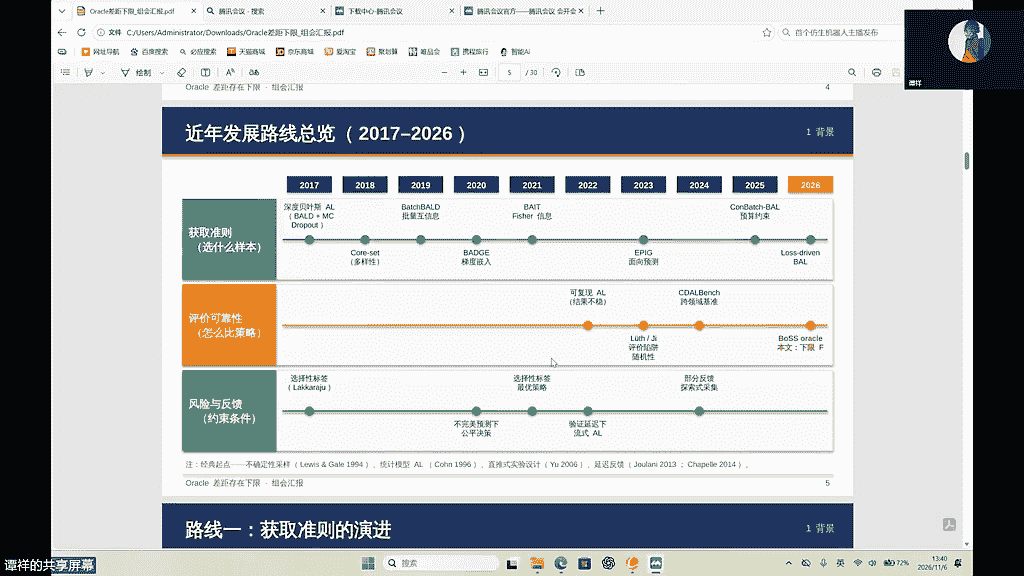 Oracle差距下限_组会汇报.pdf
腾讯会议 - 搜索
下载中心-腾讯会议
腾讯会议官方——腾讯会议 会开会
文件 C:/Users/Administrator/Downloads/Oracle差距下限_组会汇报.pdf
首个仿生机器人主播发布
网址导航 百度搜索 必应搜索 天猫商城 京东商城 爱淘宝 聚划算 唯品会 携程旅行 智能AI
绘制
5 / 30
谭祥
Oracle 差距存在下限 · 组会汇报
4
近年发展路线总览（ 2017–2026 ）
1 背景
2017 2018 2019 2020 2021 2022 2023 2024 2025 2026
获取准则
（选什么样本）
深度贝叶斯 AL
（ BALD + MC
Dropout ）
Core-set
（多样性）
BatchBALD
批量互信息
BADGE
梯度嵌入
BAIT
Fisher 信息
EPIG
面向预测
ConBatch-BAL
预算约束
Loss-driven
BAL
评价可靠性
（怎么比策略）
可复现 AL
（结果不稳）
Lüth / Ji
评价陷阱
随机性
CDALBench
跨领域基准
BoSS oracle
本文：下限 F
风险与反馈
（约束条件）
选择性标签
（ Lakkaraju ）
不完美预测下
公平决策
选择性标签
最优策略
验证延迟下
流式 AL
部分反馈
探索式采集
注：经典起点——不确定性采样（ Lewis & Gale 1994 ）、统计模型 AL （ Cohn 1996 ）、直推式实验设计（ Yu 2006 ）、延迟反馈（ Joulani 2013 ； Chapelle 2014 ）。
Oracle 差距存在下限 · 组会汇报
5
路线一：获取准则的演进
1 背景
谭祥的共享屏幕
搜索
英
72%
13:40
2026/11/6